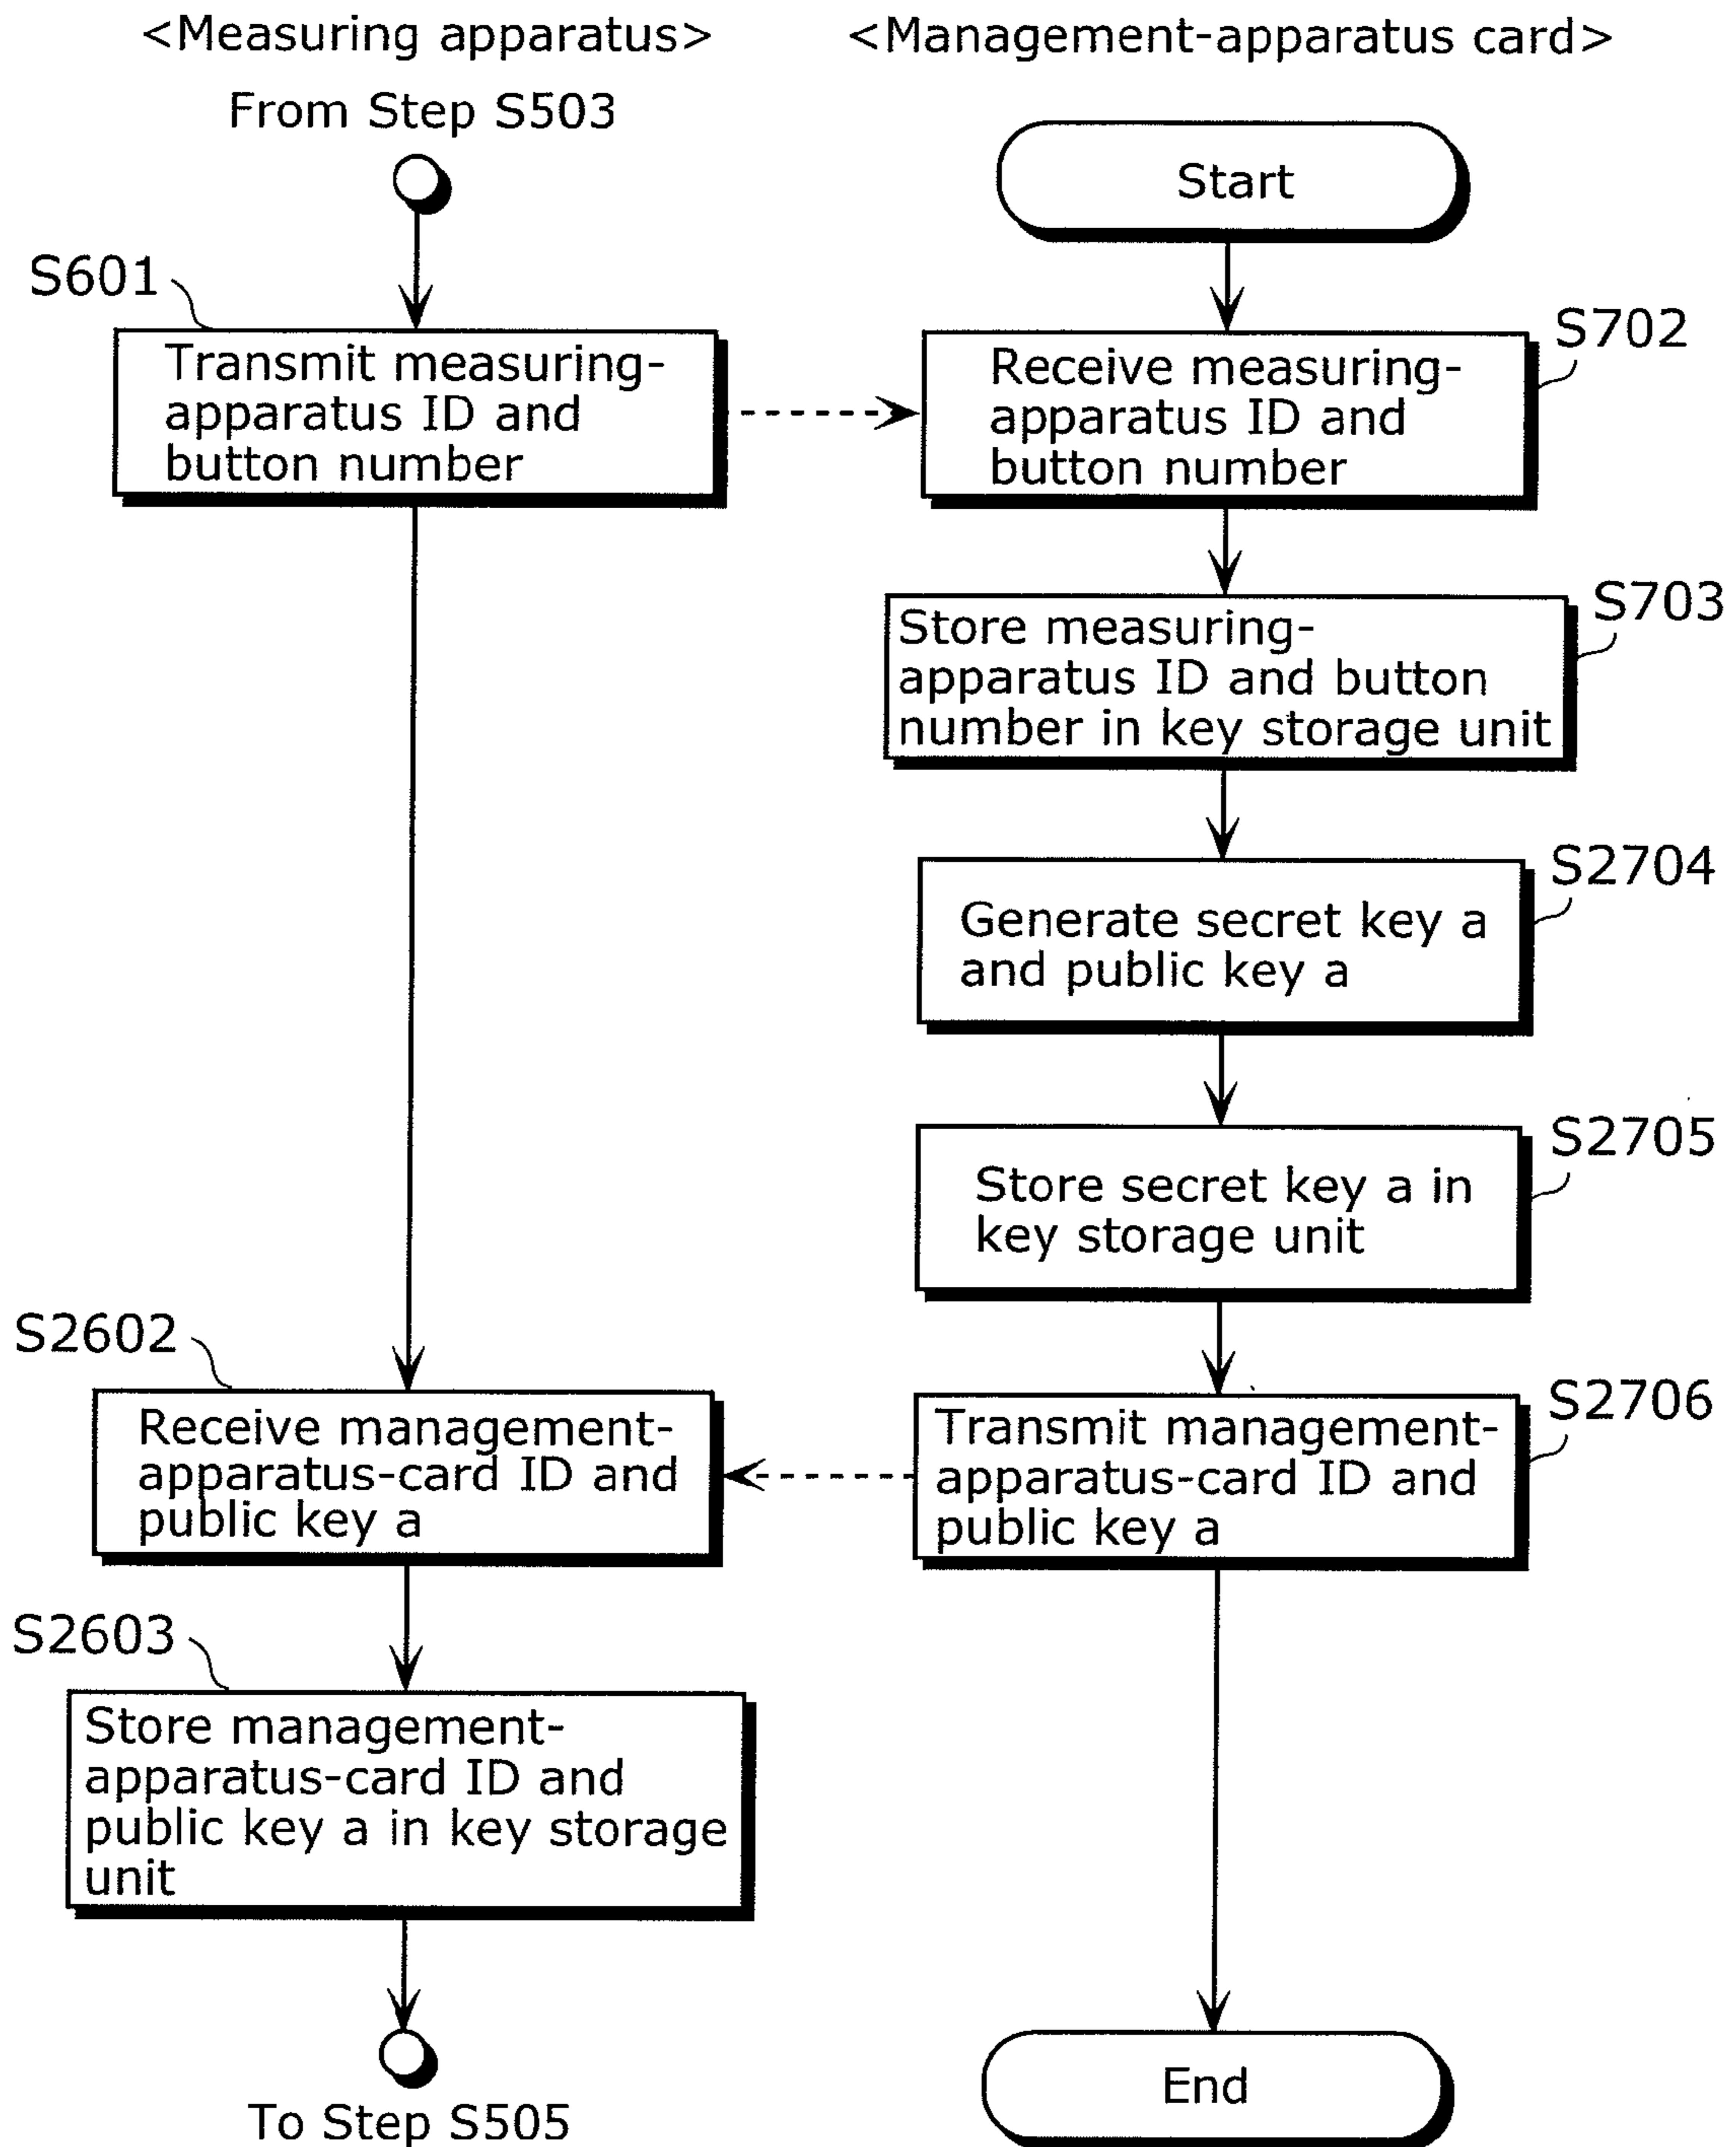 <Measuring apparatus>
<Management-apparatus card>
From Step S503
Start
S601
Transmit measuring-
apparatus ID and
button number
S702
Receive measuring-
apparatus ID and
button number
S703
Store measuring-
apparatus ID and button
number in key storage unit
S2704
Generate secret key a
and public key a
S2705
Store secret key a in
key storage unit
S2602
Receive management-
apparatus-card ID and
public key a
S2706
Transmit management-
apparatus-card ID and
public key a
S2603
Store management-
apparatus-card ID and
public key a in key storage
unit
To Step S505
End